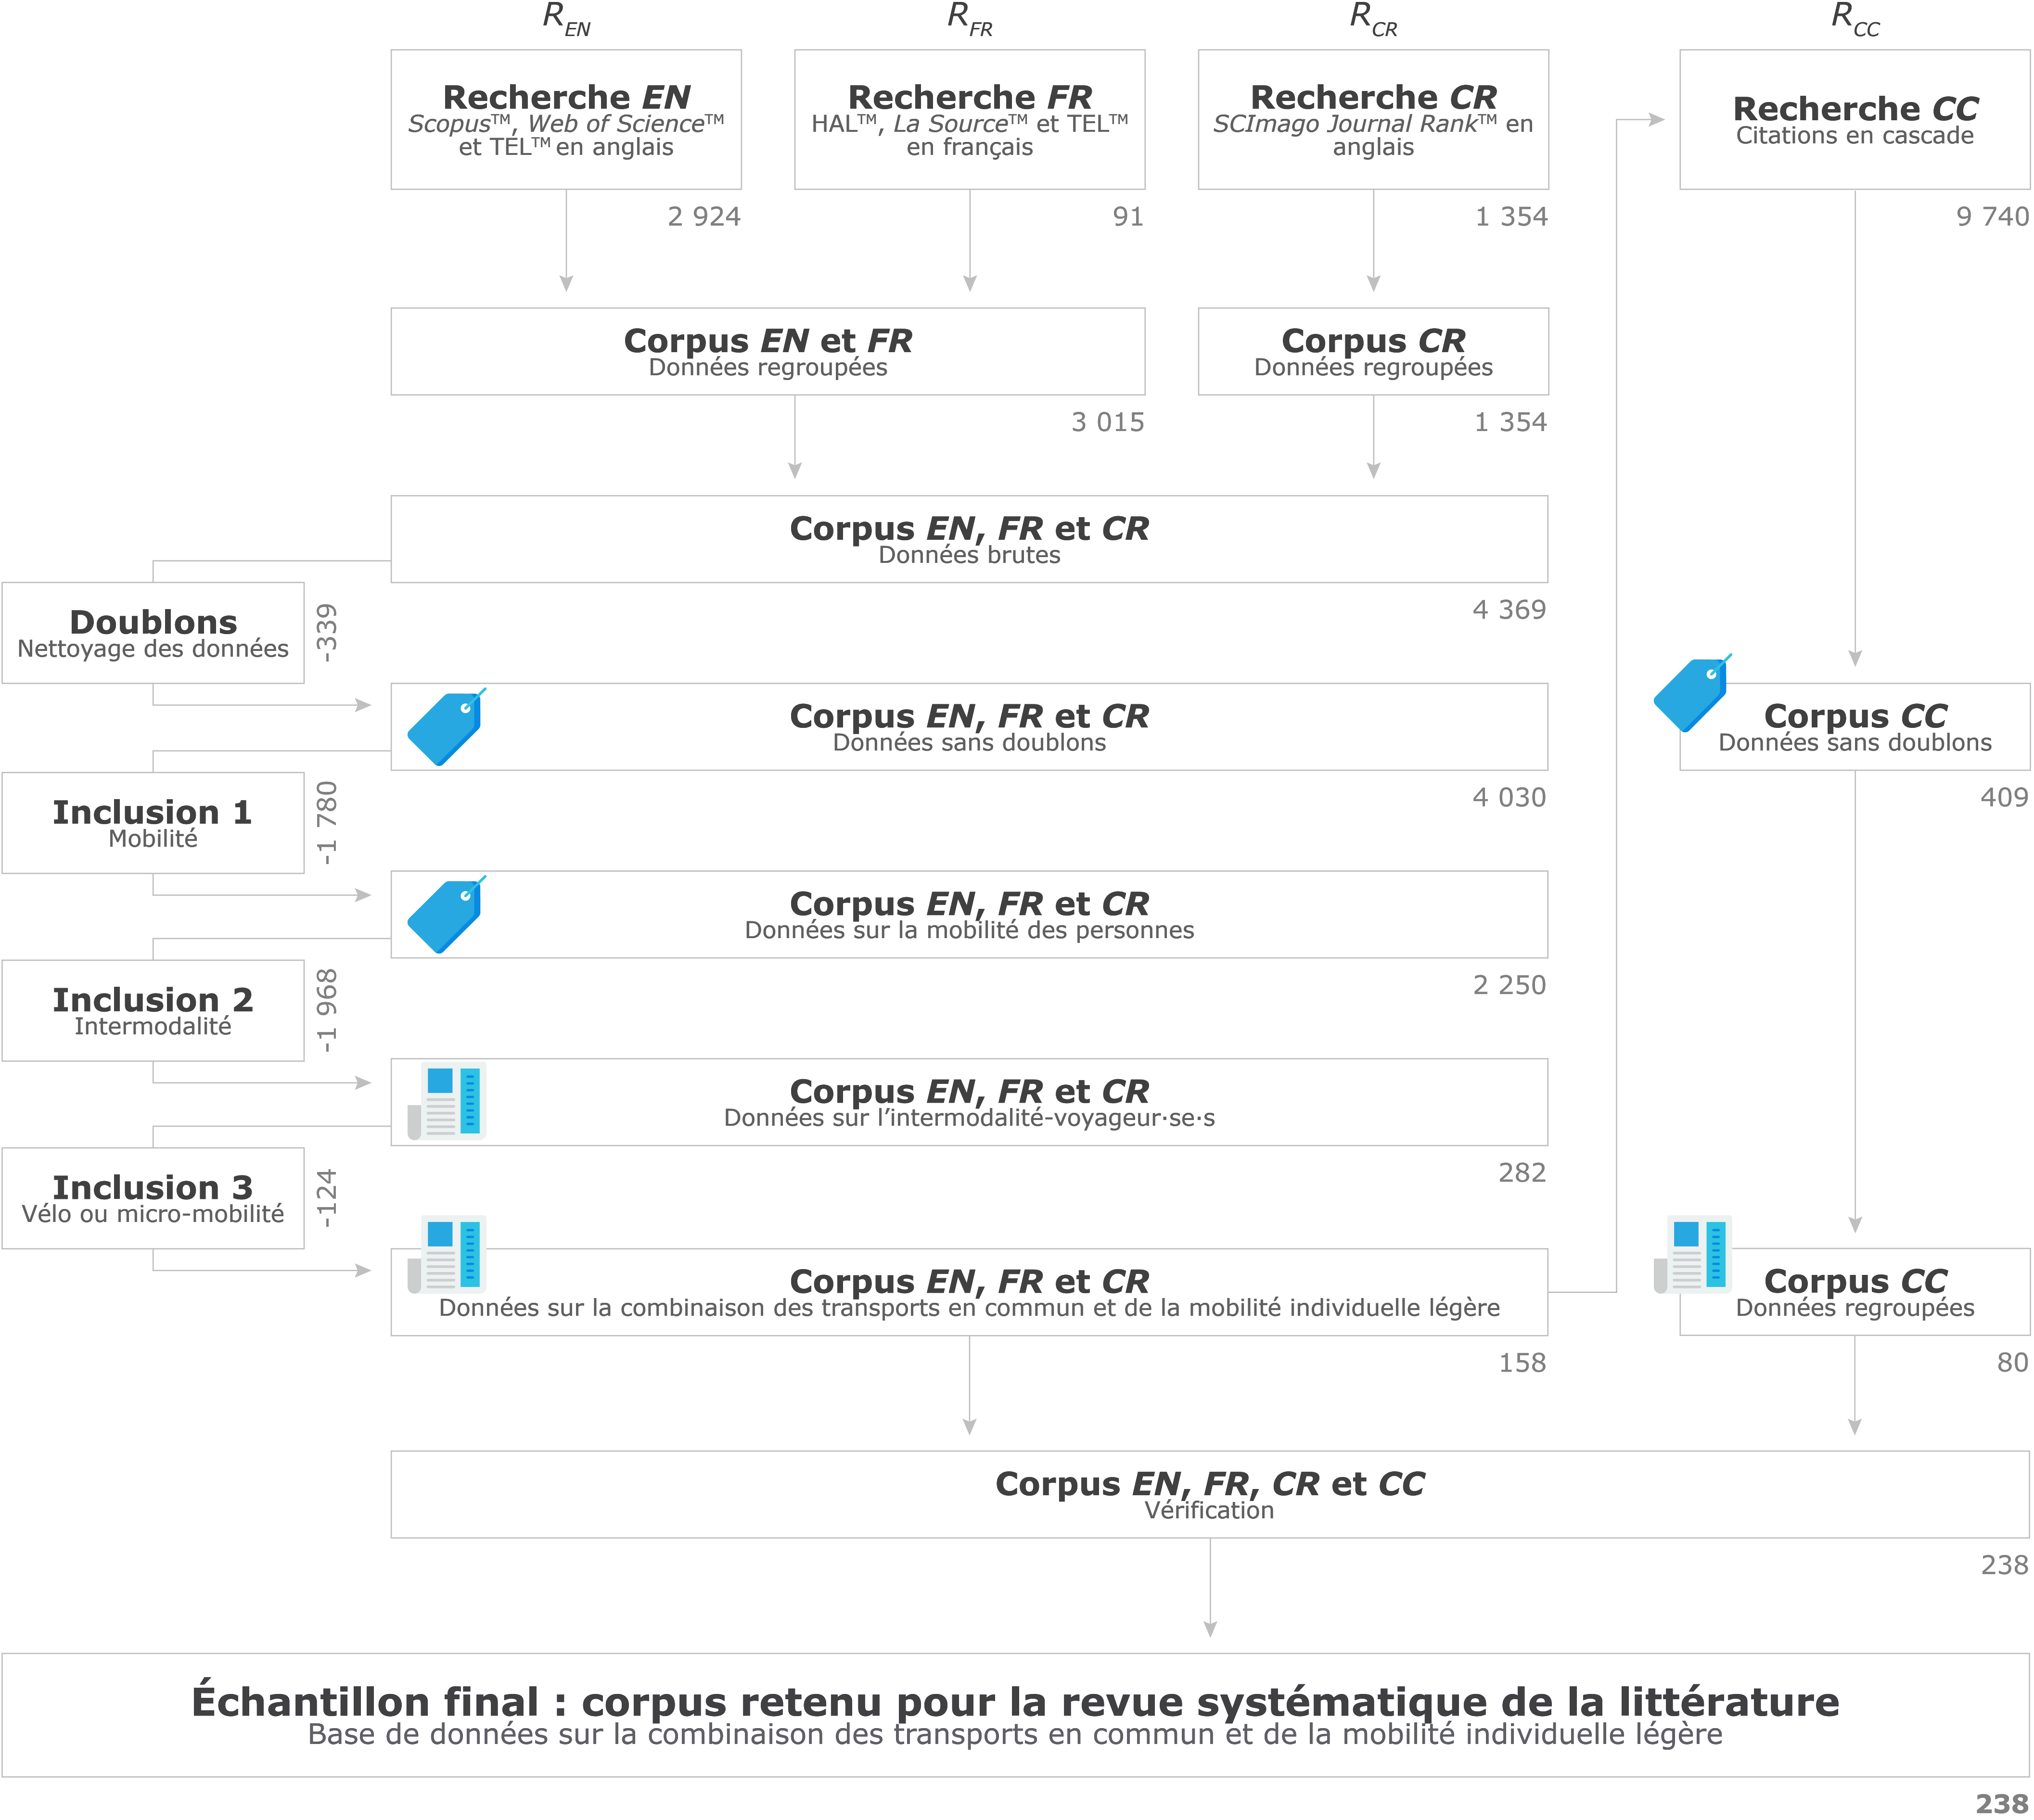 R EN
R FR
R CR
R CC
Recherche EN
Scopus™, Web of Science™
et TEL™ en anglais
2 924
Recherche FR
HAL™, La Source™ et TEL™
en français
91
Recherche CR
SCImago Journal Rank™ en
anglais
1 354
Recherche CC
Citations en cascade
9 740
Corpus EN et FR
Données regroupées
3 015
Corpus CR
Données regroupées
1 354
Corpus EN, FR et CR
Données brutes
4 369
Doublons
Nettoyage des données
-339
Corpus EN, FR et CR
Données sans doublons
4 030
Corpus CC
Données sans doublons
409
Inclusion 1
Mobilité
-1 780
Corpus EN, FR et CR
Données sur la mobilité des personnes
2 250
Inclusion 2
Intermodalité
-1 968
Corpus EN, FR et CR
Données sur l’intermodalité-voyageur·se·s
282
Inclusion 3
Vélo ou micro-mobilité
-124
Corpus EN, FR et CR
Données sur la combinaison des transports en commun et de la mobilité individuelle légère
158
Corpus CC
Données regroupées
80
Corpus EN, FR, CR et CC
Vérification
238
Échantillon final : corpus retenu pour la revue systématique de la littérature
Base de données sur la combinaison des transports en commun et de la mobilité individuelle légère
238